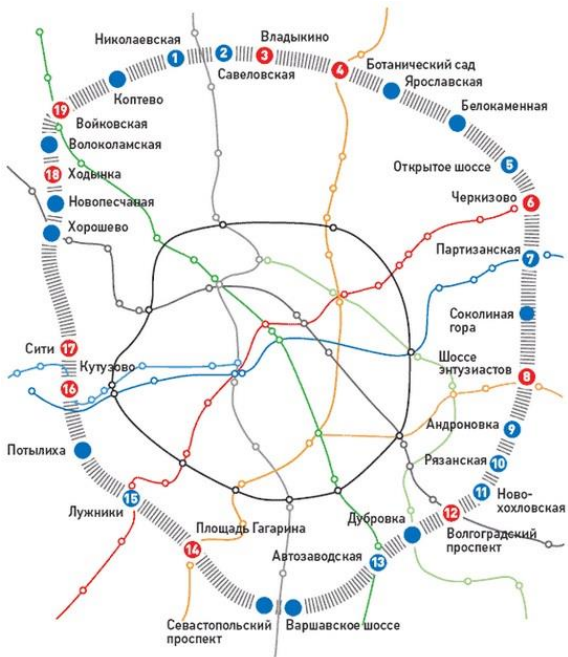 Николаевская
1
2
Савеловская
3
Владыкино
4
Ботанический сад
Ярославская
Белокаменная
Коптево
19
Войковская
Волоколамская
18
Ходынка
Новопесчаная
Хорошево
Открытое шоссе
5
Черкизово
6
Партизанская
7
Соколиная
гора
Шоссе
энтузиастов
8
Андроновка
9
Рязанская
10
11
Ново-
хохловская
12
Волгоградский
проспект
Дубровка
Автозаводская
13
Варшавское шоссе
Севастопольский
проспект
Площадь Гагарина
14
15
Лужники
Потылиха
16
Кутузово
17
Сити